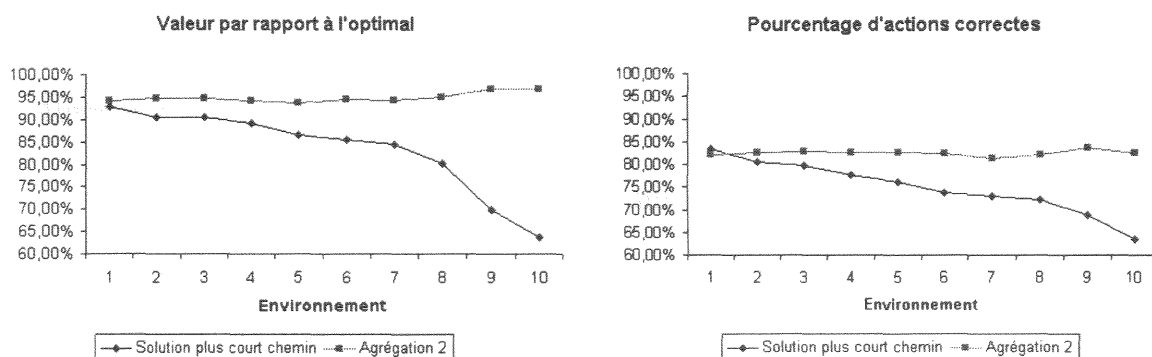 Valeur par rapport à l'optimal
100,00%
95,00%
90,00%
85,00%
80,00%
75,00%
70,00%
65,00%
60,00%
1 2 3 4 5 6 7 8 9 10
Environnement
Solution plus court chemin Agrégation 2
Pourcentage d'actions correctes
100,00%
95,00%
90,00%
85,00%
80,00%
75,00%
70,00%
65,00%
60,00%
1 2 3 4 5 6 7 8 9 10
Environnement
Solution plus court chemin Agrégation 2